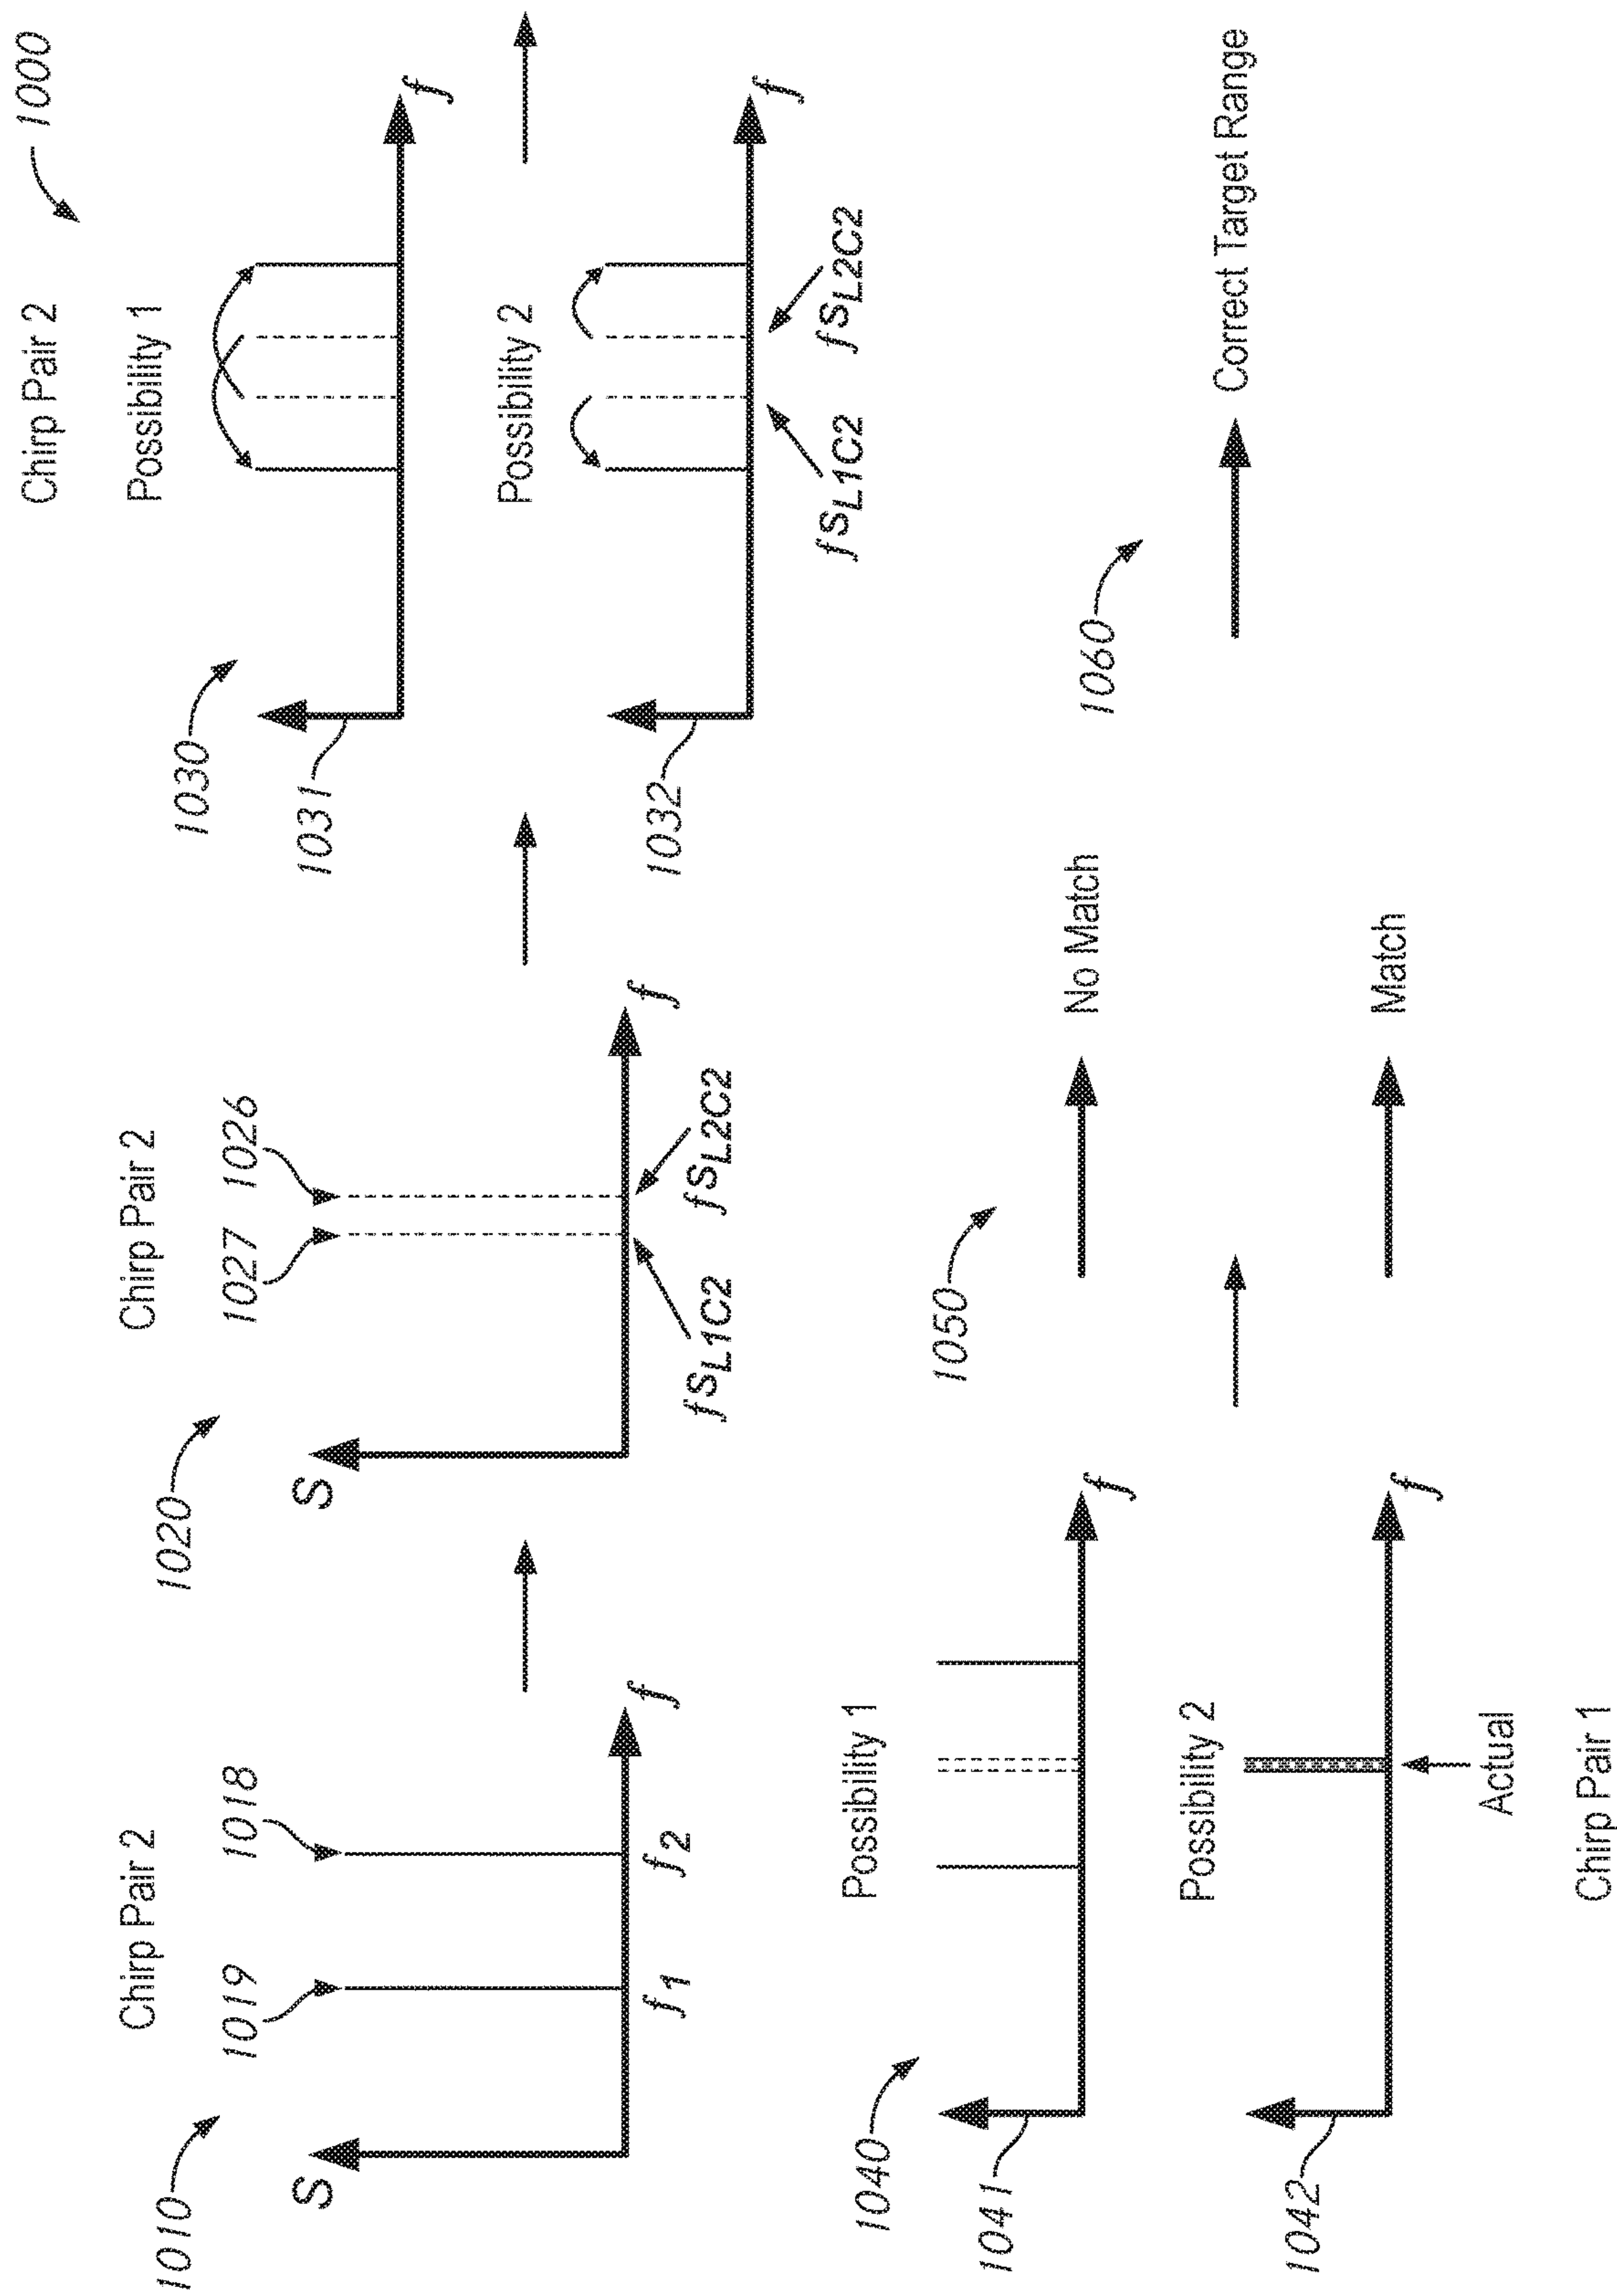 1000
Chirp Pair 2
1010
1019
1018
S
f
f1
f2
Chirp Pair 2
1020
1027
1026
S
f
fSL1C2
fSL2C2
Chirp Pair 2
1030
Possibility 1
1031
f
Possibility 2
1032
f
fSL1C2
fSL2C2
1040
Possibility 1
1041
f
Possibility 2
1042
f
Actual
Chirp Pair 1
1050
No Match
Match
1060
Correct Target Range